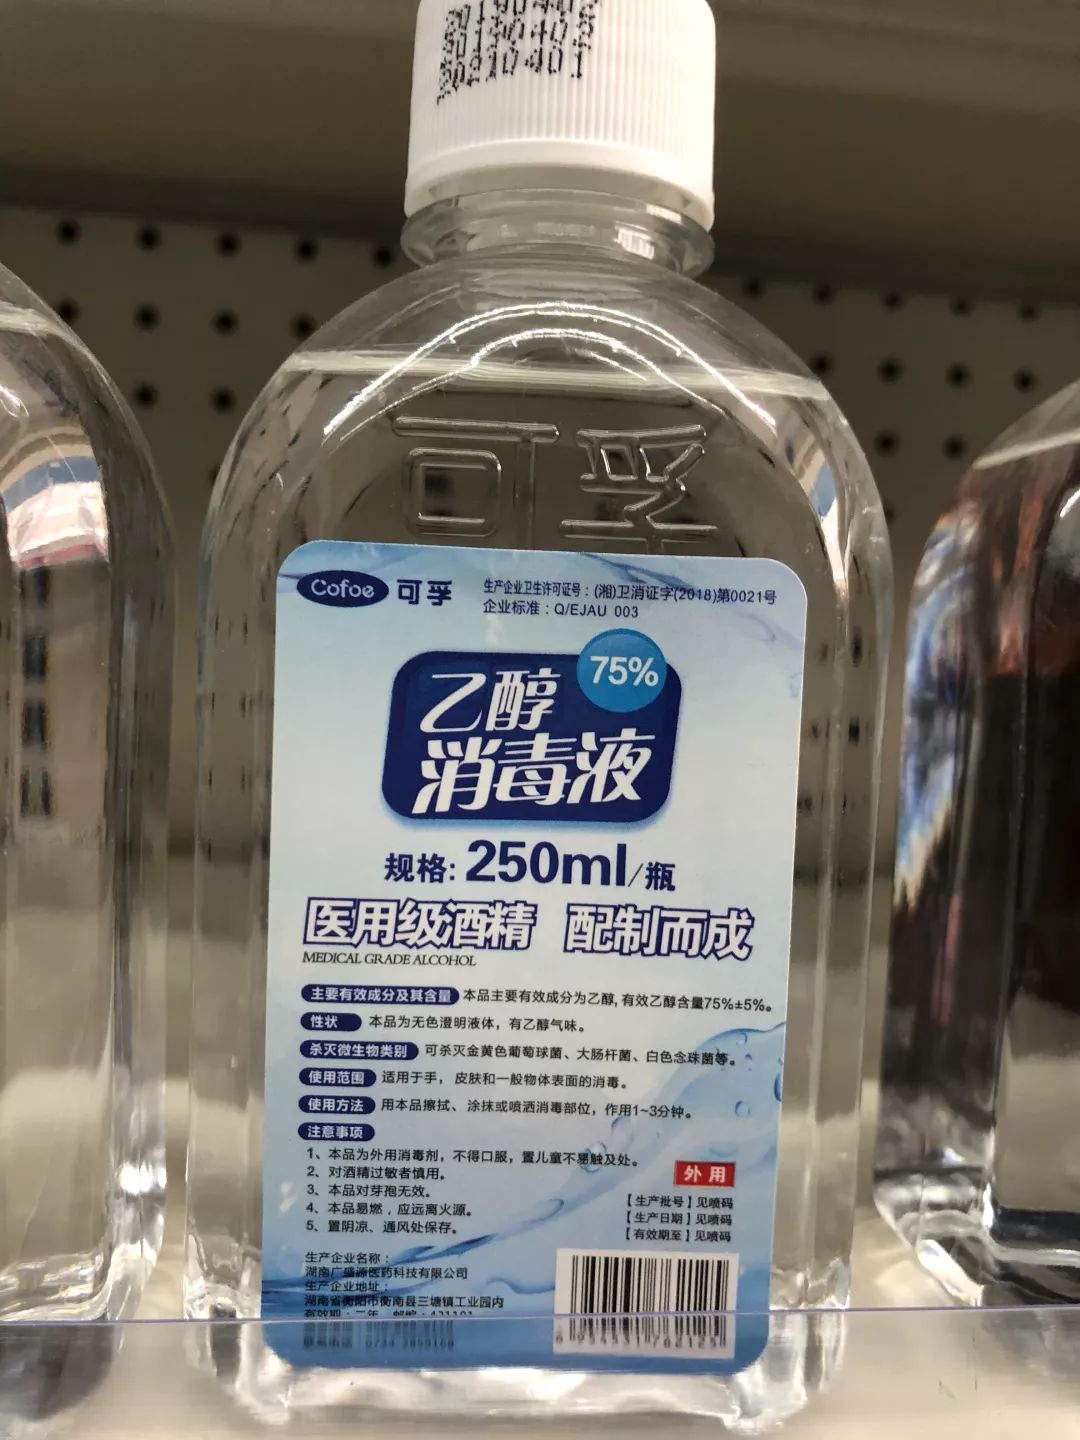 20190405
20190405
20210401
可孚
Cofoe 可孚
生产企业卫生许可证号：(湘)卫消证字(2018)第0021号
企业标准：Q/EJAU 003
75%
乙醇
消毒液
规格: 250ml/瓶
医用级酒精 配制而成
MEDICAL GRADE ALCOHOL
主要有效成分及其含量 本品主要有效成分为乙醇, 有效乙醇含量75%±5%。
性状 本品为无色澄明液体，有乙醇气味。
杀灭微生物类别 可杀灭金黄色葡萄球菌、大肠杆菌、白色念珠菌等。
使用范围 适用于手，皮肤和一般物体表面的消毒。
使用方法 用本品擦拭、涂抹或喷洒消毒部位，作用1~3分钟。
注意事项
1、本品为外用消毒剂，不得口服，置儿童不易触及处。
2、对酒精过敏者慎用。
3、本品对芽孢无效。
4、本品易燃，应远离火源。
5、置阴凉、通风处保存。
外用
【生产批号】见喷码
【生产日期】见喷码
【有效期至】见喷码
生产企业名称：
湖南广盛源医药科技有限公司
生产企业地址：
湖南省衡阳市衡南县三塘镇工业园内
有效期：二年 邮编：421101